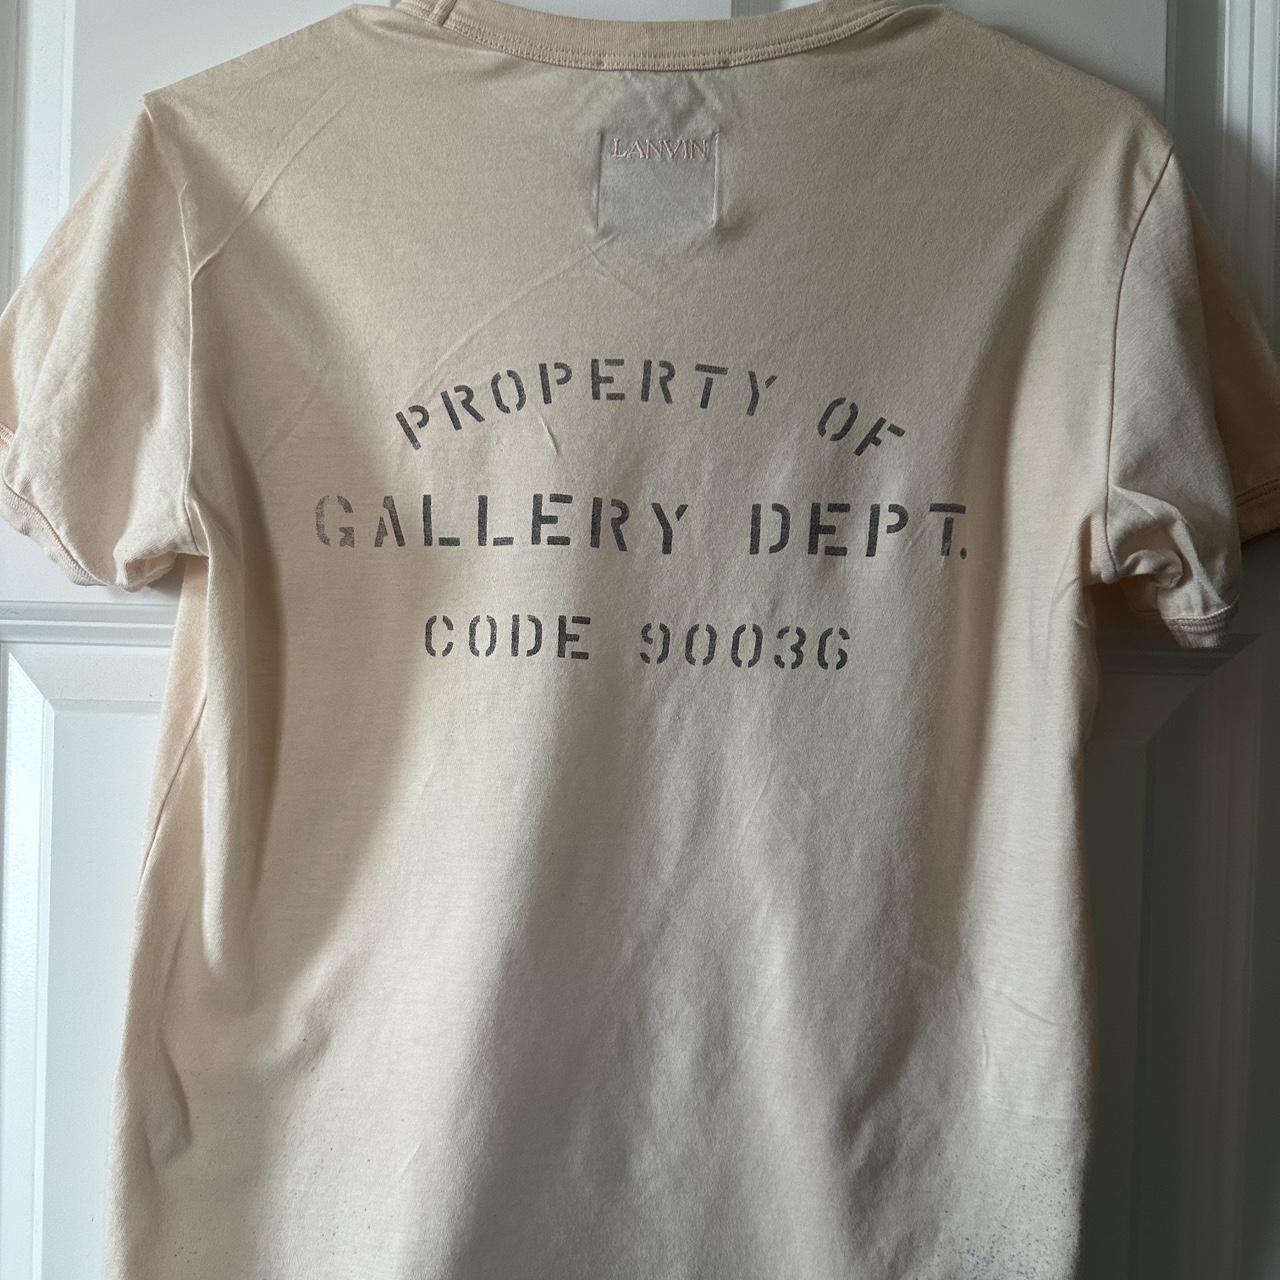 LANVIN
PROPERTY OF
GALLERY DEPT.
CODE 90036